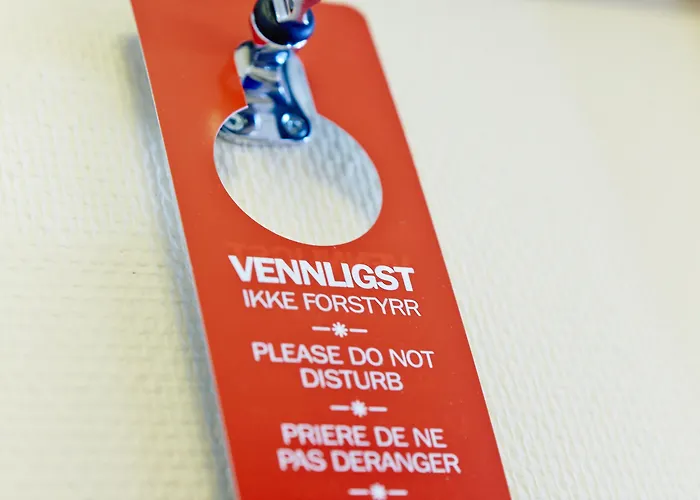 VENNLIGST
IKKE FORSTYRR
PLEASE DO NOT
DISTURB
PRIERE DE NE
PAS DERANGER